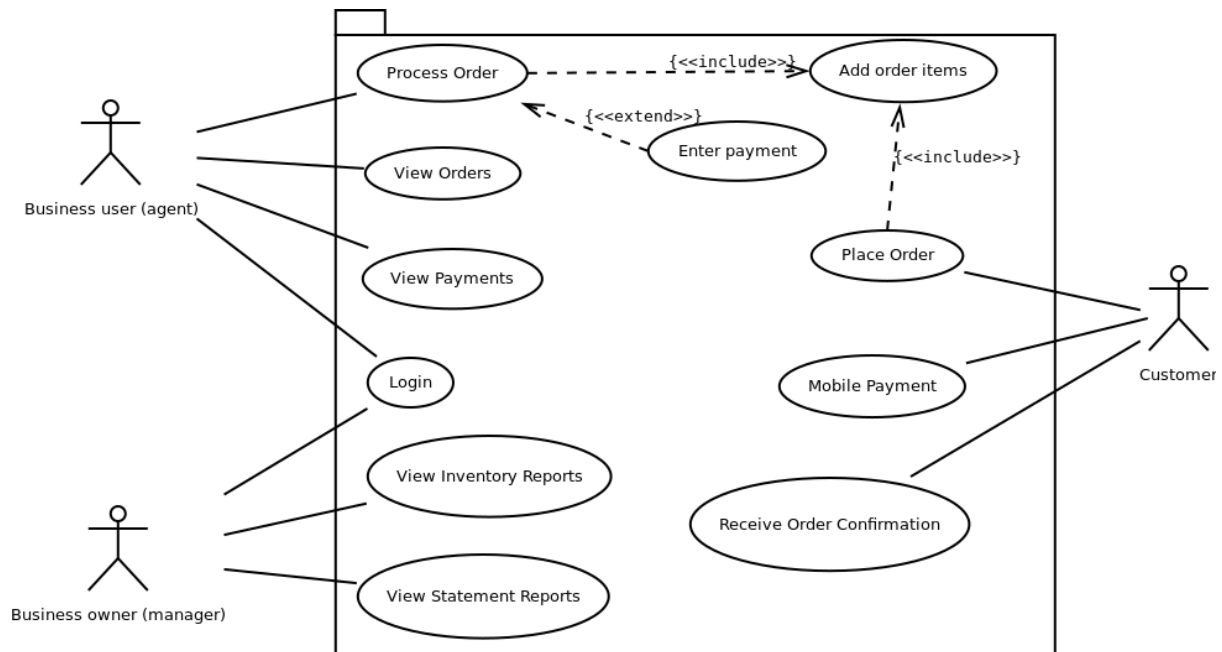 Process Order
{<<include>>}
Add order items
{<<extend>>}
Enter payment
{<<include>>}
View Orders
Business user (agent)
Place Order
View Payments
Login
Mobile Payment
Customer
View Inventory Reports
Receive Order Confirmation
View Statement Reports
Business owner (manager)